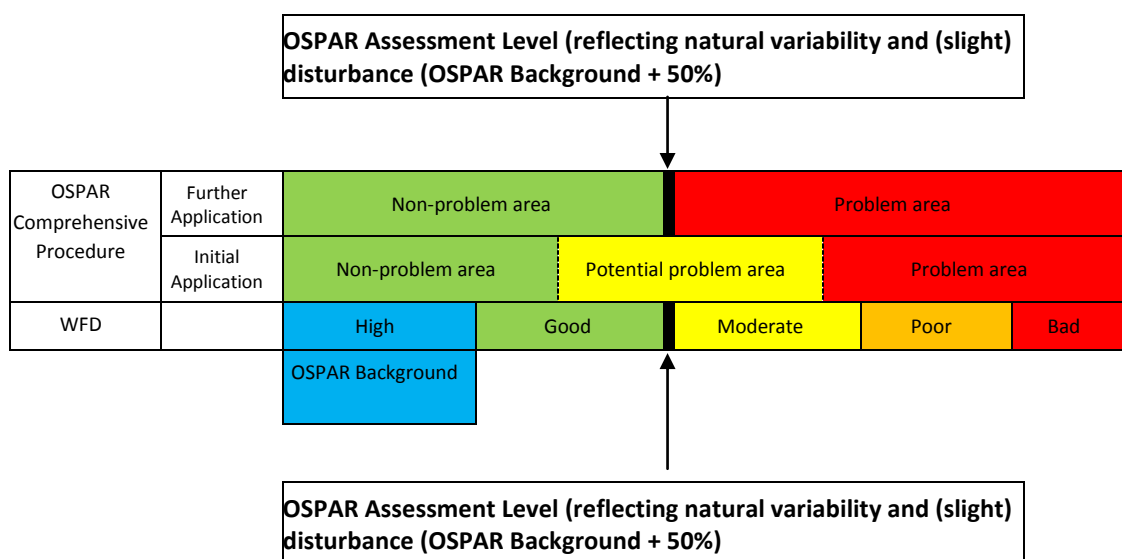 OSPAR Assessment Level (reflecting natural variability and (slight)
disturbance (OSPAR Background + 50%)
OSPAR
Comprehensive
Procedure
Further
Application
Non-problem area
Problem area
Initial
Application
Non-problem area
Potential problem area
Problem area
WFD
High
Good
Moderate
Poor
Bad
OSPAR Background
OSPAR Assessment Level (reflecting natural variability and (slight)
disturbance (OSPAR Background + 50%)